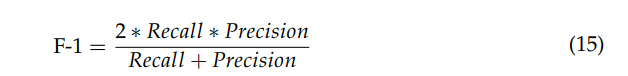 F-1 = 2 * Recall * Precision / Recall + Precision (15)